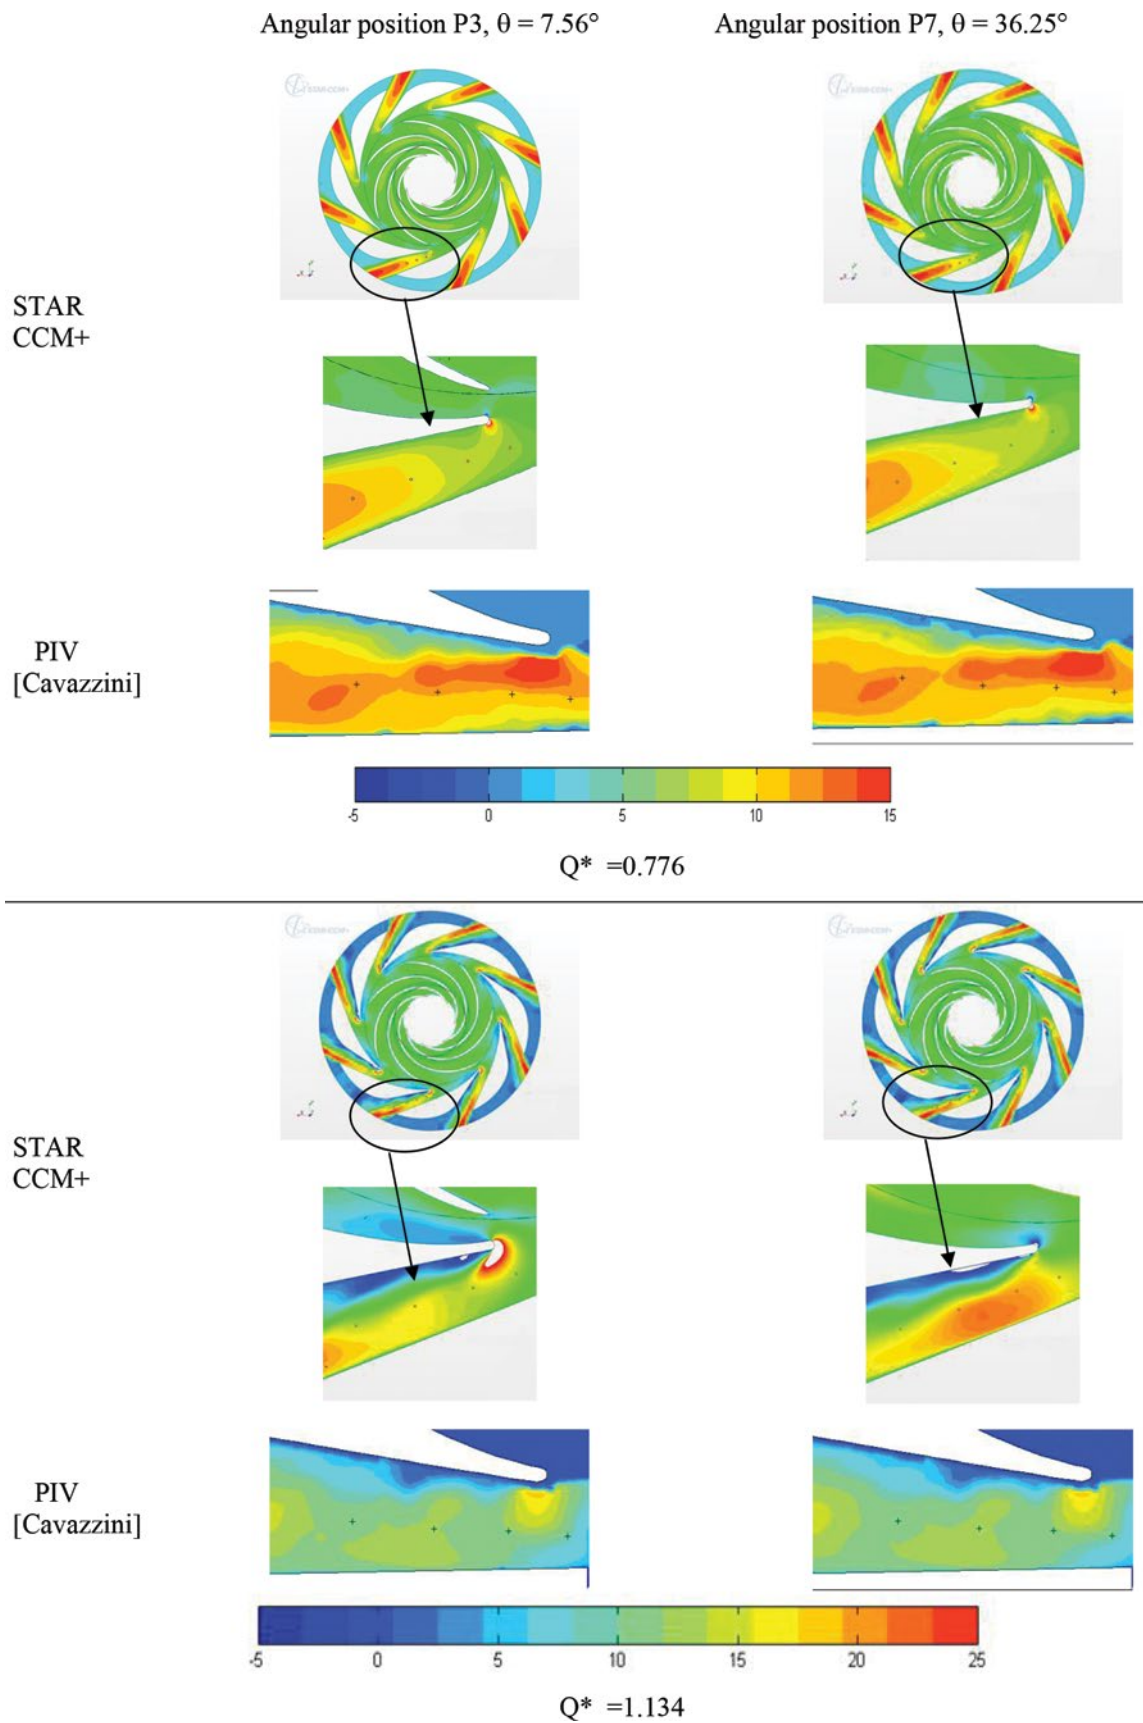 Angular position P3, θ = 7.56°
Angular position P7, θ = 36.25°
STAR
CCM+
PIV
[Cavazzini]
-5 0 5 10 15
Q* =0.776
STAR
CCM+
PIV
[Cavazzini]
-5 0 5 10 15 20 25
Q* =1.134